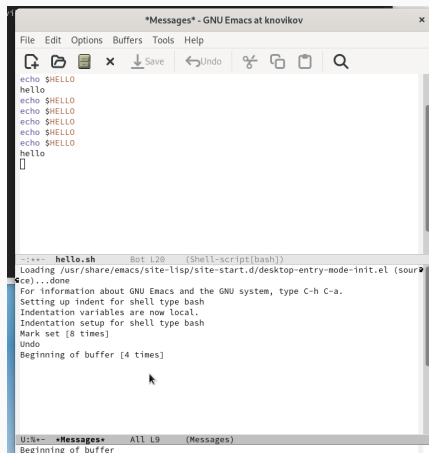 *Messages* - GNU Emacs at knovikov
File Edit Options Buffers Tools Help
Save Undo
echo $HELLO
hello
echo $HELLO
echo $HELLO
echo $HELLO
echo $HELLO
echo $HELLO
hello
-:**- hello.sh Bot L20 (Shell-script[bash])
Loading /usr/share/emacs/site-lisp/site-start.d/desktop-entry-mode-init.el (sour
ce)...done
For information about GNU Emacs and the GNU system, type C-h C-a.
Setting up indent for shell type bash
Indentation variables are now local.
Indentation setup for shell type bash
Mark set [8 times]
Undo
Beginning of buffer [4 times]
U:%*- *Messages* All L9 (Messages)
Beginning of buffer